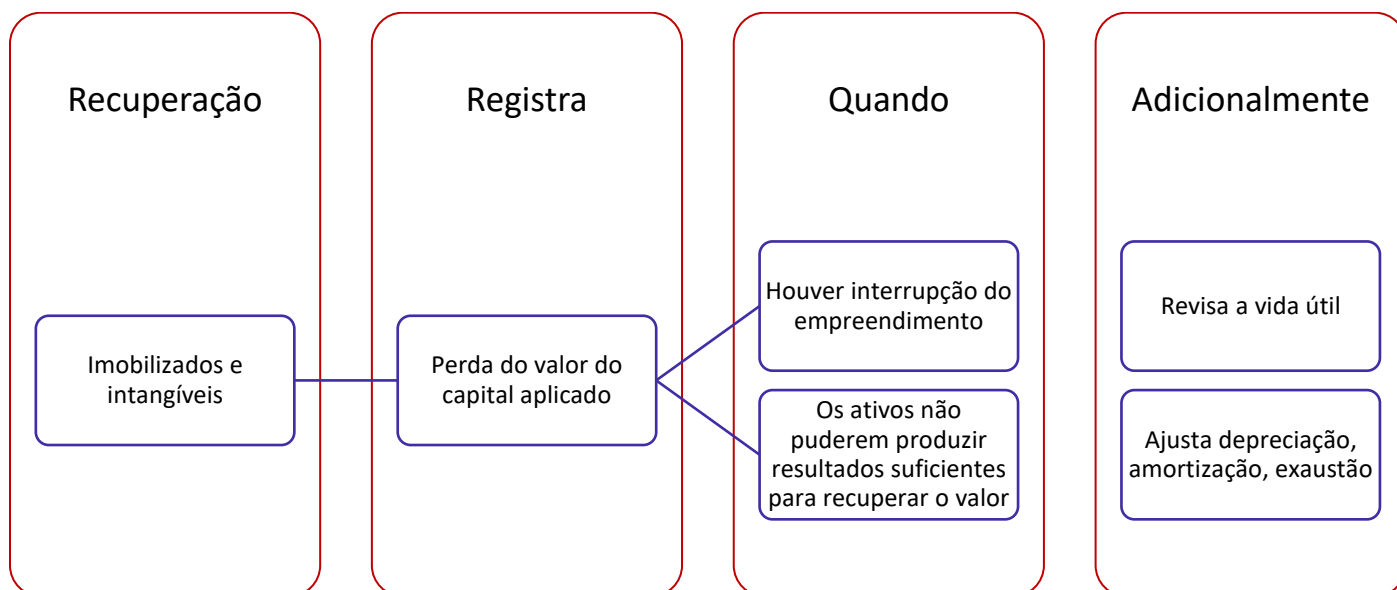 Recuperação
Imobilizados e
intangíveis
Registra
Perda do valor do
capital aplicado
Quando
Houver interrupção do
empreendimento
Os ativos não
puderem produzir
resultados suficientes
para recuperar o valor
Adicionalmente
Revisa a vida útil
Ajusta depreciação,
amortização, exaustão